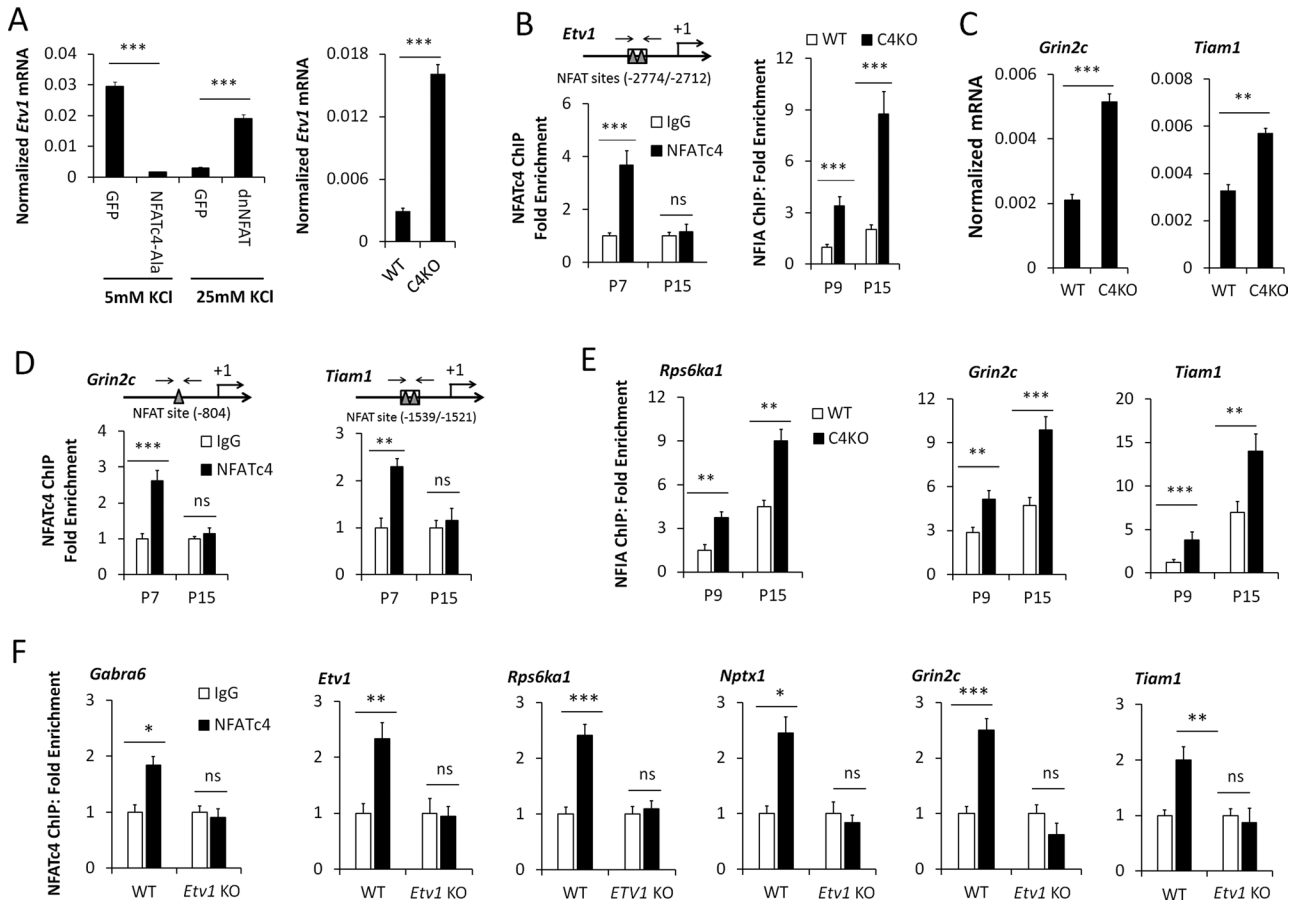 A
Normalized Etv1 mRNA
0.04
0.03
0.02
0.01
0
***
***
GFP
NFATc4-Ala
GFP
dnNFAT
5mM KCl
25mM KCl
Normalized Etv1 mRNA
0.018
0.012
0.006
0
***
WT
C4KO
B
Etv1
+1
NFAT sites (-2774/-2712)
NFATc4 ChIP
Fold Enrichment
6
4
2
0
IgG
NFATc4
***
ns
P7
P15
WT
C4KO
NFIA ChIP: Fold Enrichment
12
9
6
3
0
***
***
P9
P15
C
Grin2c
Normalized mRNA
0.006
0.004
0.002
0
***
WT
C4KO
Tiam1
0.008
0.006
0.004
0.002
0
**
WT
C4KO
D
Grin2c
+1
NFAT site (-804)
NFATc4 ChIP
Fold Enrichment
4
3
2
1
0
IgG
NFATc4
***
ns
P7
P15
Tiam1
+1
NFAT site (-1539/-1521)
3
2
1
0
**
ns
P7
P15
E
Rps6ka1
NFIA ChIP: Fold Enrichment
12
9
6
3
0
WT
C4KO
**
**
P9
P15
Grin2c
12
9
6
3
0
**
***
P9
P15
Tiam1
20
15
10
5
0
***
**
P9
P15
F
Gabra6
NFATc4 ChIP: Fold Enrichment
3
2
1
0
IgG
NFATc4
*
ns
WT
Etv1 KO
Etv1
3
2
1
0
**
ns
WT
Etv1 KO
Rps6ka1
3
2
1
0
***
ns
WT
ETV1 KO
Nptx1
3
2
1
0
*
ns
WT
Etv1 KO
Grin2c
3
2
1
0
***
ns
WT
Etv1 KO
Tiam1
3
2
1
0
**
ns
WT
Etv1 KO